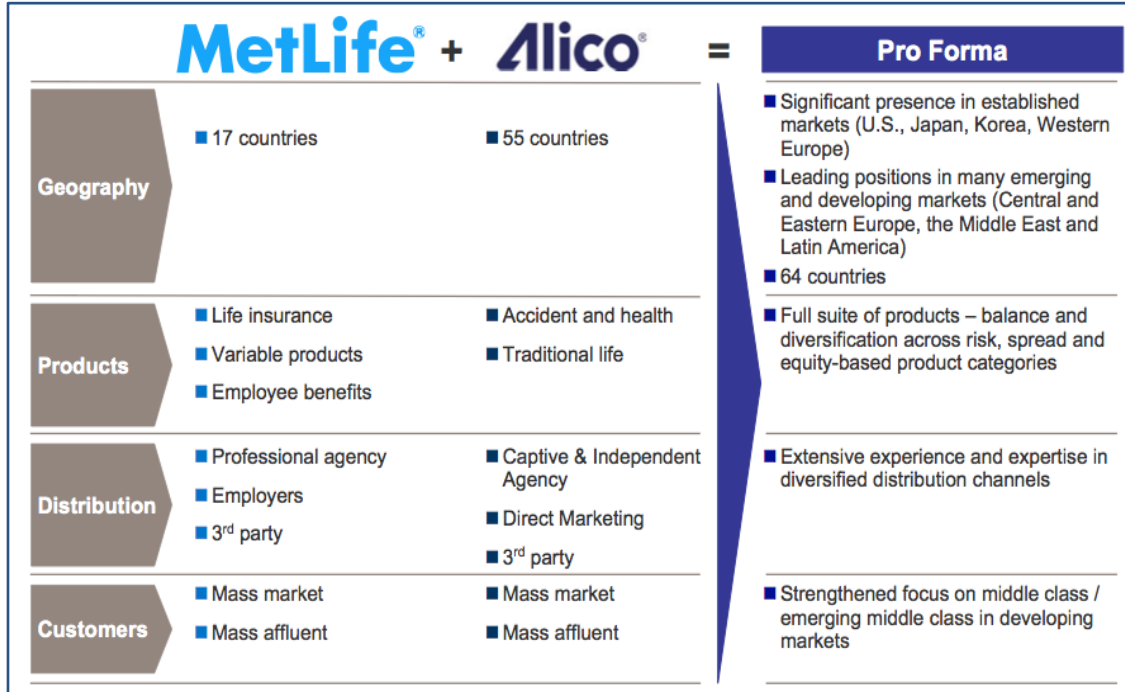 MetLife® + Alico® = Pro Forma
Geography
■ 17 countries
■ 55 countries
■ Significant presence in established
markets (U.S., Japan, Korea, Western
Europe)
■ Leading positions in many emerging
and developing markets (Central and
Eastern Europe, the Middle East and
Latin America)
■ 64 countries
Products
■ Life insurance
■ Variable products
■ Employee benefits
■ Accident and health
■ Traditional life
■ Full suite of products – balance and
diversification across risk, spread and
equity-based product categories
Distribution
■ Professional agency
■ Employers
■ 3rd party
■ Captive & Independent
Agency
■ Direct Marketing
■ 3rd party
■ Extensive experience and expertise in
diversified distribution channels
Customers
■ Mass market
■ Mass affluent
■ Mass market
■ Mass affluent
■ Strengthened focus on middle class /
emerging middle class in developing
markets